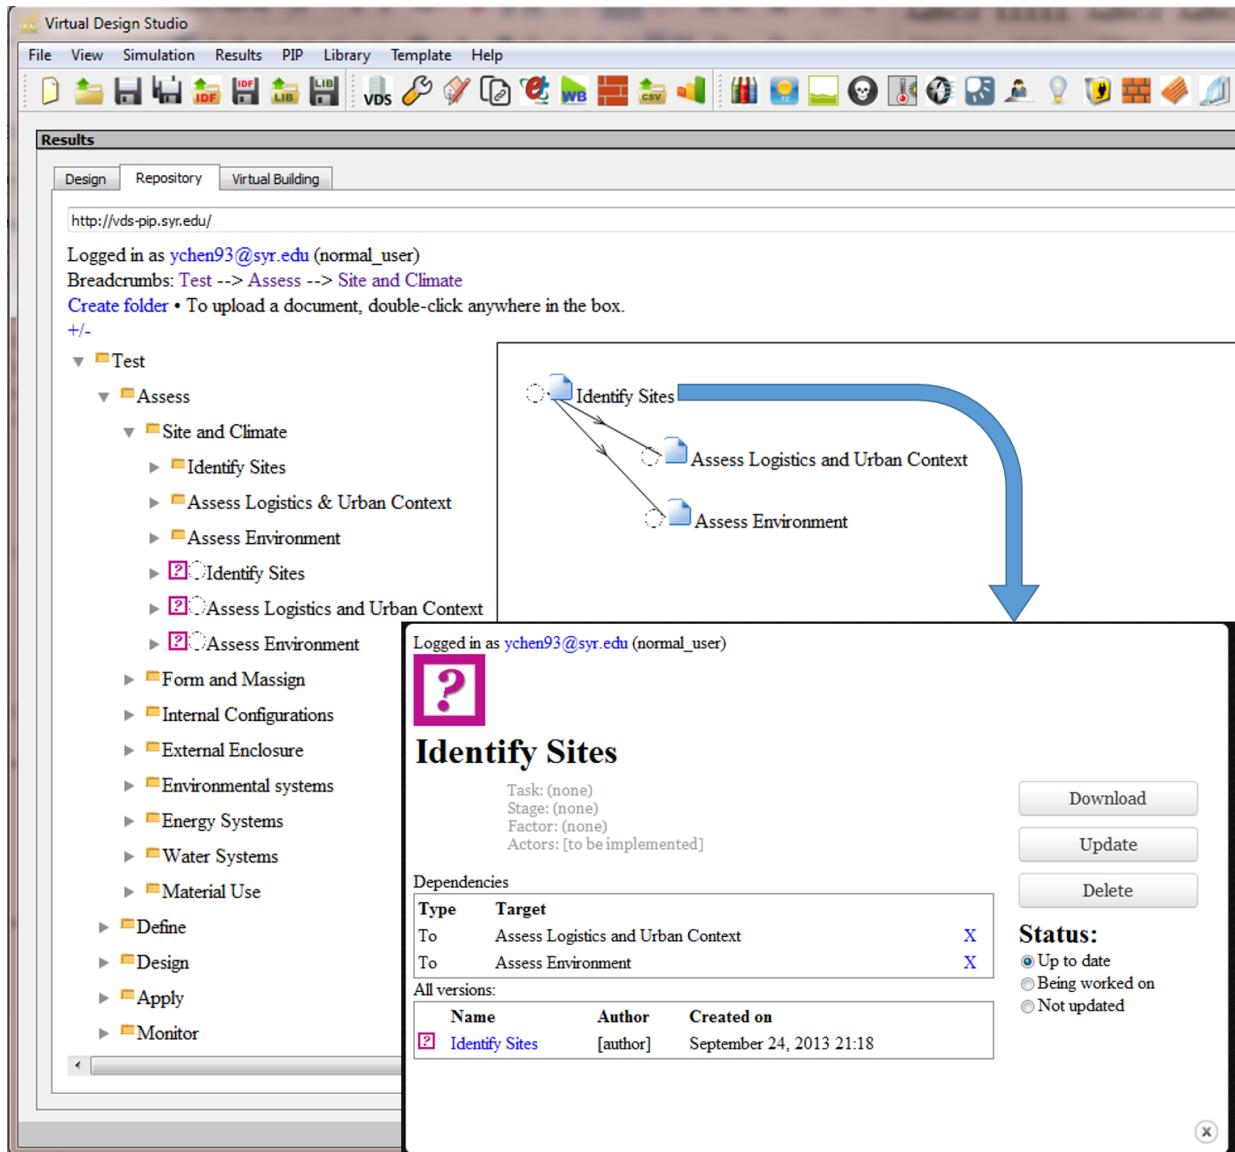 Virtual Design Studio
File View Simulation Results PIP Library Template Help
IDF IDF LIB LIB VDS WB CSV
Results
Design Repository Virtual Building
http://vds-pip.syr.edu/
Logged in as ychen93@syr.edu (normal_user)
Breadcrumbs: Test --> Assess --> Site and Climate
Create folder • To upload a document, double-click anywhere in the box.
+/-
Test
Assess
Site and Climate
Identify Sites
Assess Logistics & Urban Context
Assess Environment
? Identify Sites
? Assess Logistics and Urban Context
? Assess Environment
Form and Massign
Internal Configurations
External Enclosure
Environmental systems
Energy Systems
Water Systems
Material Use
Define
Design
Apply
Monitor
Identify Sites
Assess Logistics and Urban Context
Assess Environment
Logged in as ychen93@syr.edu (normal_user)
?
Identify Sites
Task: (none)
Stage: (none)
Factor: (none)
Actors: [to be implemented]
Download
Update
Delete
Dependencies
Type Target
To Assess Logistics and Urban Context X
To Assess Environment X
Status:
Up to date
Being worked on
Not updated
All versions:
Name Author Created on
? Identify Sites [author] September 24, 2013 21:18
x